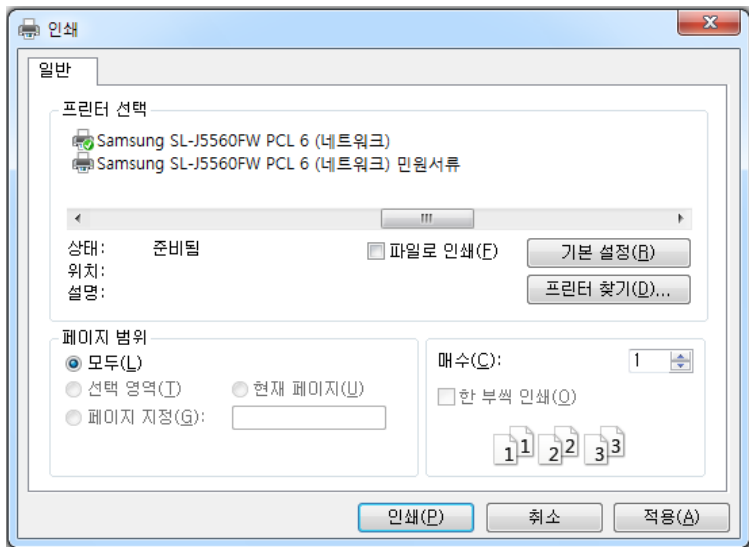 인쇄
일반
프린터 선택
Samsung SL-J5560FW PCL 6 (네트워크)
Samsung SL-J5560FW PCL 6 (네트워크) 민원서류
상태: 준비됨 파일로 인쇄(F) 기본 설정(R)
위치:
설명: 프린터 찾기(D)...
페이지 범위
모두(L)
선택 영역(T) 현재 페이지(U)
페이지 지정(G):
매수(C): 1
한 부씩 인쇄(O)
1 1 2 2 3 3
인쇄(P) 취소 적용(A)